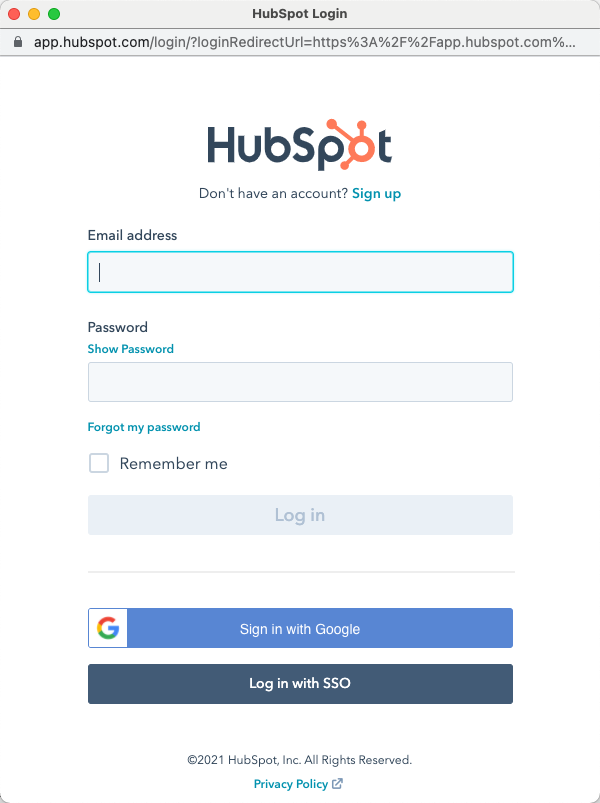 HubSpot Login
app.hubspot.com/login/?loginRedirectUrl=https%3A%2F%2Fapp.hubspot.com%...
HubSpot
Don't have an account? Sign up
Email address
Password
Show Password
Forgot my password
Remember me
Log in
G
Sign in with Google
Log in with SSO
©2021 HubSpot, Inc. All Rights Reserved.
Privacy Policy